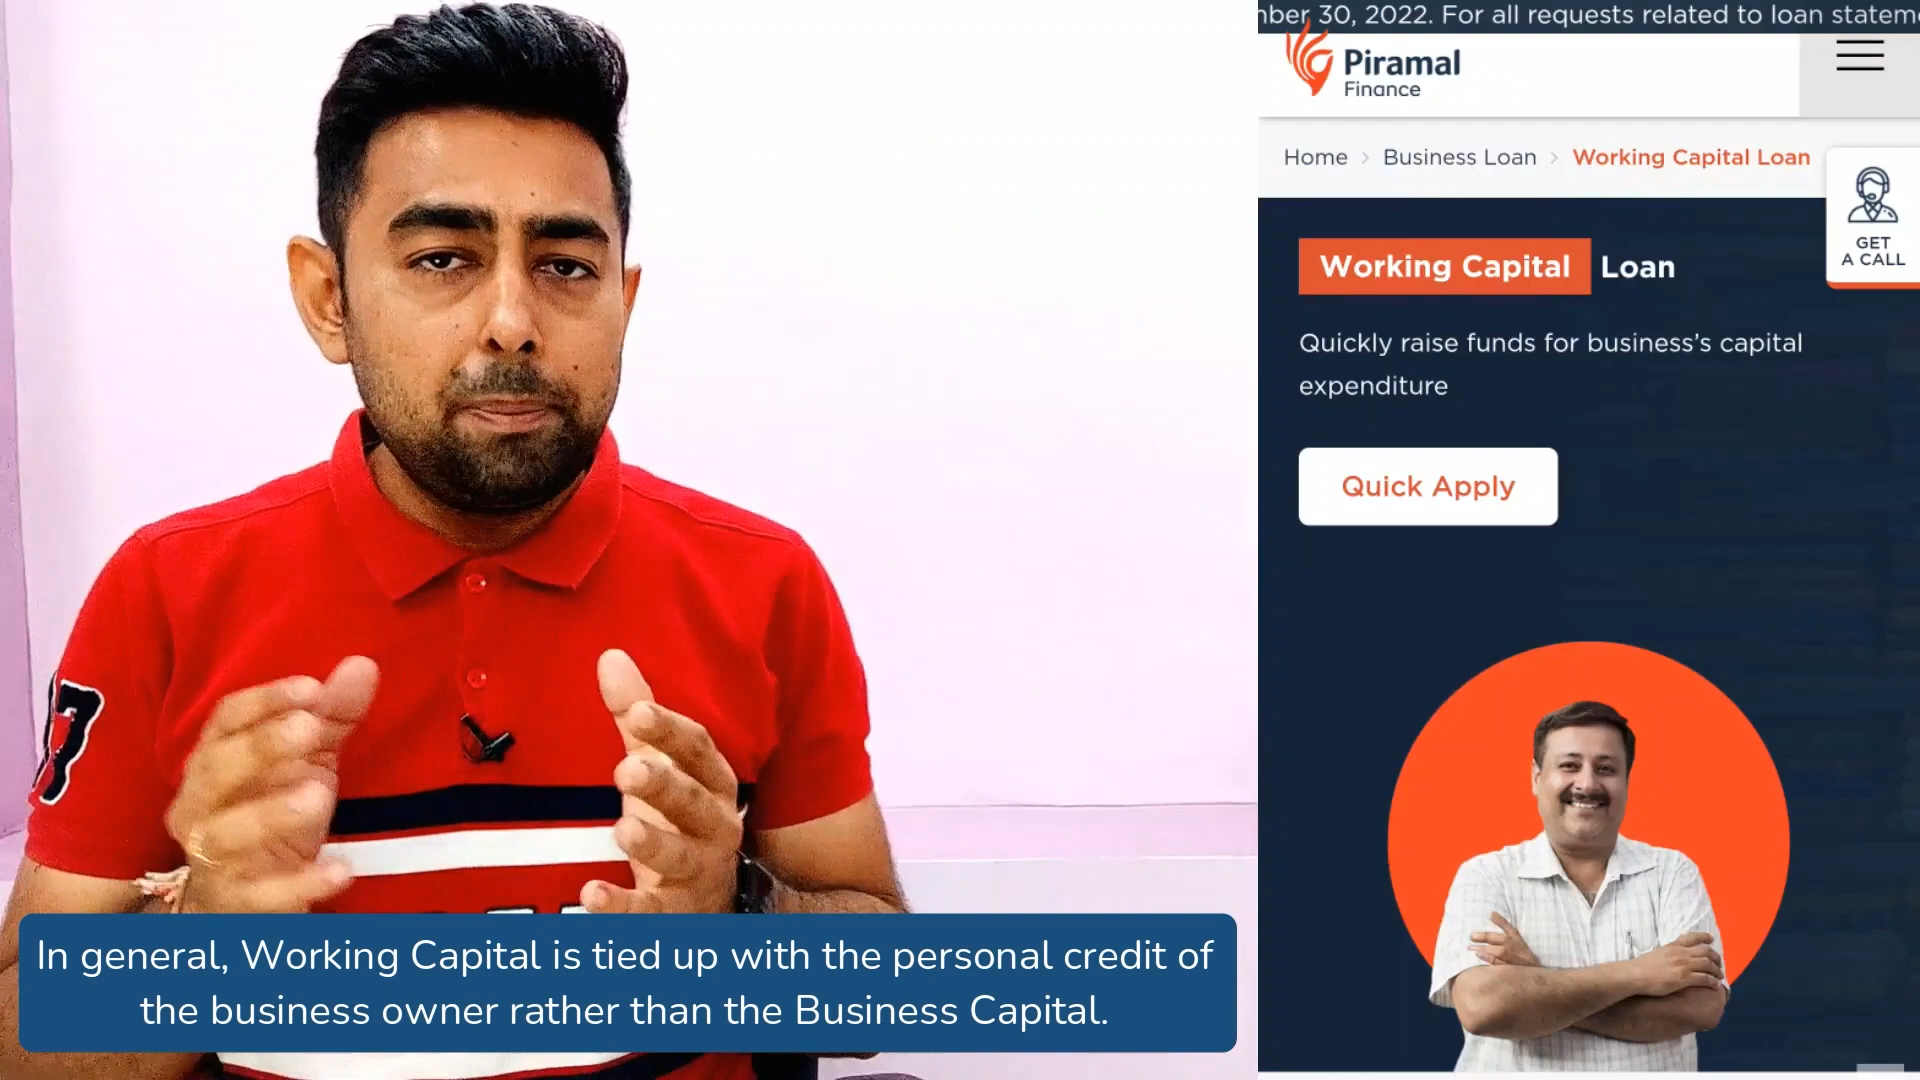 mber 30, 2022. For all requests related to loan statem
Piramal
Finance
Home > Business Loan > Working Capital Loan
GET
A CALL
Working Capital Loan
Quickly raise funds for business’s capital
expenditure
Quick Apply
7
In general, Working Capital is tied up with the personal credit of
the business owner rather than the Business Capital.